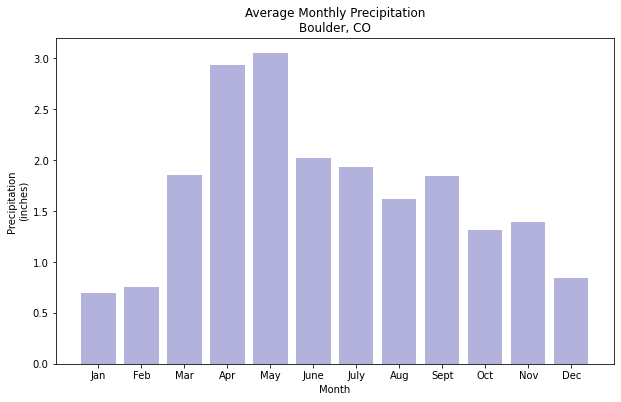 Average Monthly Precipitation
Boulder, CO
3.0
2.5
2.0
1.5
1.0
0.5
0.0
Precipitation
(inches)
Jan Feb Mar Apr May June July Aug Sept Oct Nov Dec
Month